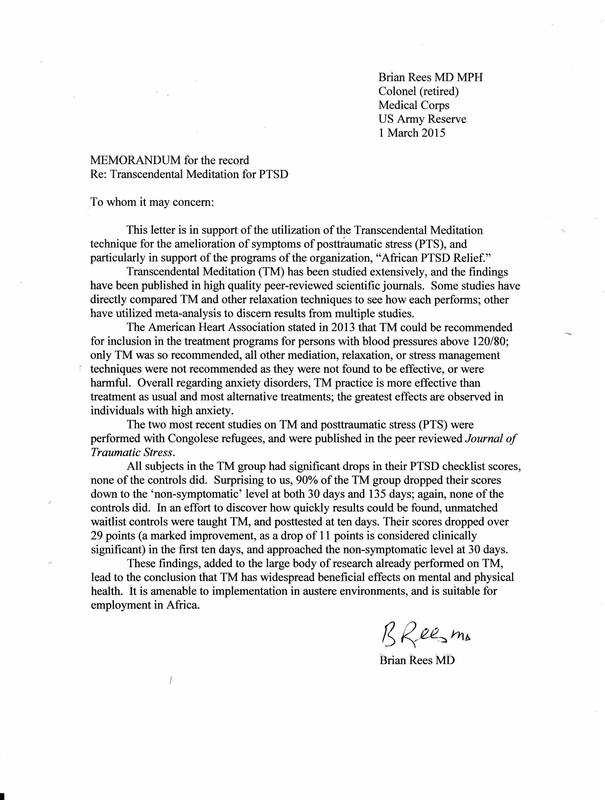 Brian Rees MD MPH
Colonel (retired)
Medical Corps
US Army Reserve
1 March 2015
MEMORANDUM for the record
Re: Transcendental Meditation for PTSD
To whom it may concern:
This letter is in support of the utilization of the Transcendental Meditation
technique for the amelioration of symptoms of posttraumatic stress (PTS), and
particularly in support of the programs of the organization, “African PTSD Relief.”
Transcendental Meditation (TM) has been studied extensively, and the findings
have been published in high quality peer-reviewed scientific journals. Some studies have
directly compared TM and other relaxation techniques to see how each performs; other
have utilized meta-analysis to discern results from multiple studies.
The American Heart Association stated in 2013 that TM could be recommended
for inclusion in the treatment programs for persons with blood pressures above 120/80;
only TM was so recommended, all other mediation, relaxation, or stress management
techniques were not recommended as they were not found to be effective, or were
harmful. Overall regarding anxiety disorders, TM practice is more effective than
treatment as usual and most alternative treatments; the greatest effects are observed in
individuals with high anxiety.
The two most recent studies on TM and posttraumatic stress (PTS) were
performed with Congolese refugees, and were published in the peer reviewed Journal of
Traumatic Stress.
All subjects in the TM group had significant drops in their PTSD checklist scores,
none of the controls did. Surprising to us, 90% of the TM group dropped their scores
down to the ‘non-symptomatic’ level at both 30 days and 135 days; again, none of the
controls did. In an effort to discover how quickly results could be found, unmatched
waitlist controls were taught TM, and posttested at ten days. Their scores dropped over
29 points (a marked improvement, as a drop of 11 points is considered clinically
significant) in the first ten days, and approached the non-symptomatic level at 30 days.
These findings, added to the large body of research already performed on TM,
lead to the conclusion that TM has widespread beneficial effects on mental and physical
health. It is amenable to implementation in austere environments, and is suitable for
employment in Africa.
B Rees MD
Brian Rees MD